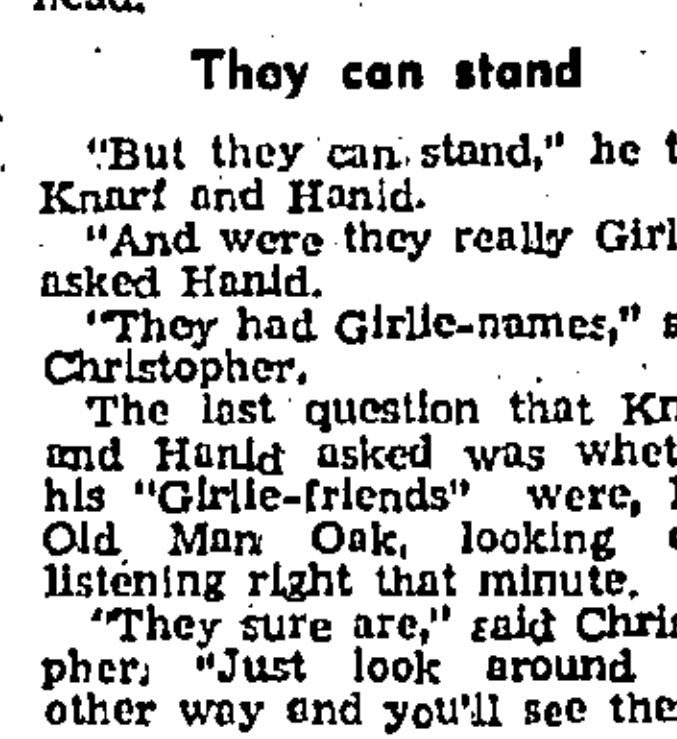 head.
They can stand
"But they can stand," he t
Knarf and Hanid.
"And were they really Girl
asked Hanid.
"They had Girlie-names," s
Christopher.
The last question that Kn
and Hanid asked was whet
his "Girlie-friends" were, l
Old Man Oak, looking
listening right that minute.
"They sure are," said Chris
pher, "Just look around
other way and you'll see the